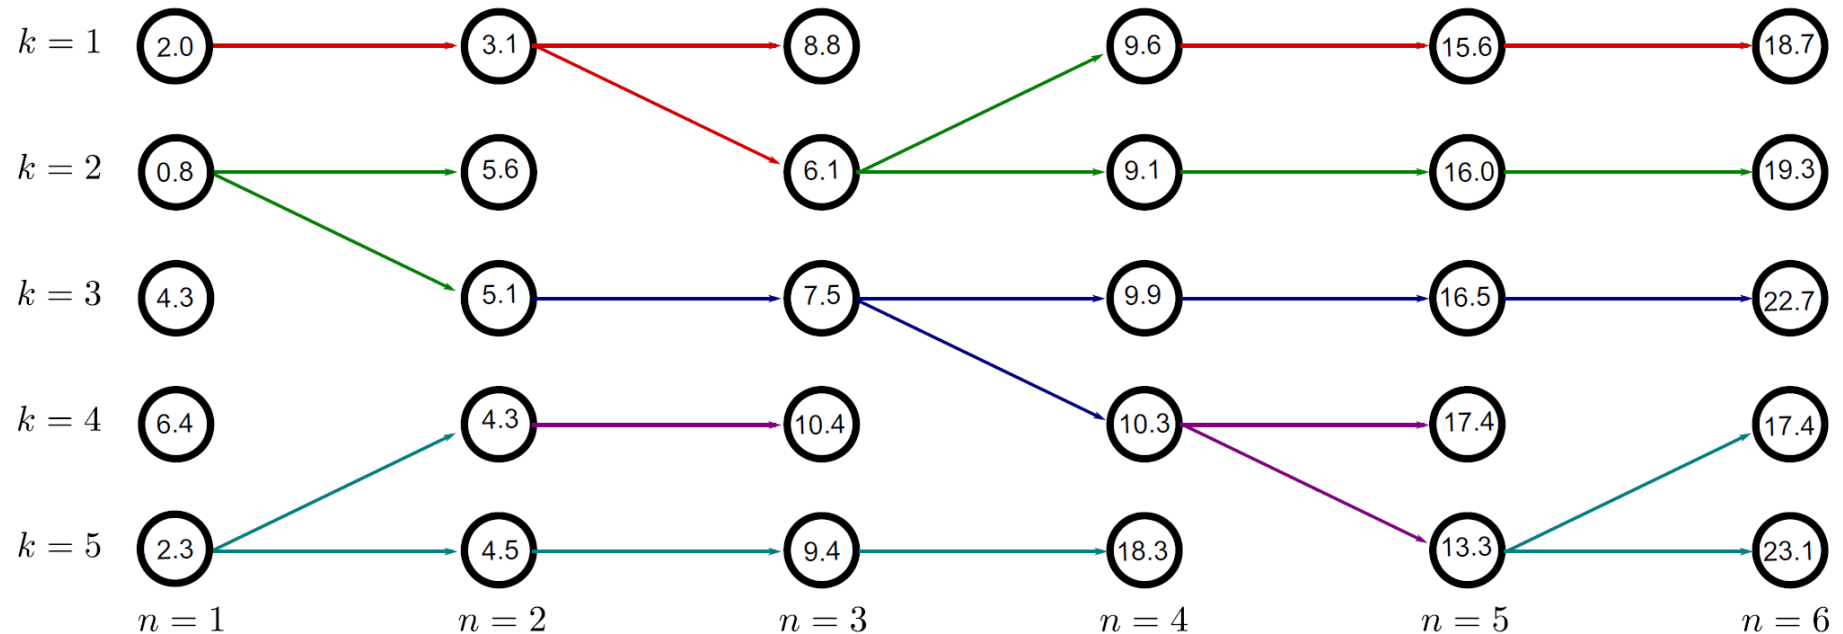 k = 1 2.0 3.1 8.8 9.6 15.6 18.7
k = 2 0.8 5.6 6.1 9.1 16.0 19.3
k = 3 4.3 5.1 7.5 9.9 16.5 22.7
k = 4 6.4 4.3 10.4 10.3 17.4 17.4
k = 5 2.3 4.5 9.4 18.3 13.3 23.1
n = 1 n = 2 n = 3 n = 4 n = 5 n = 6